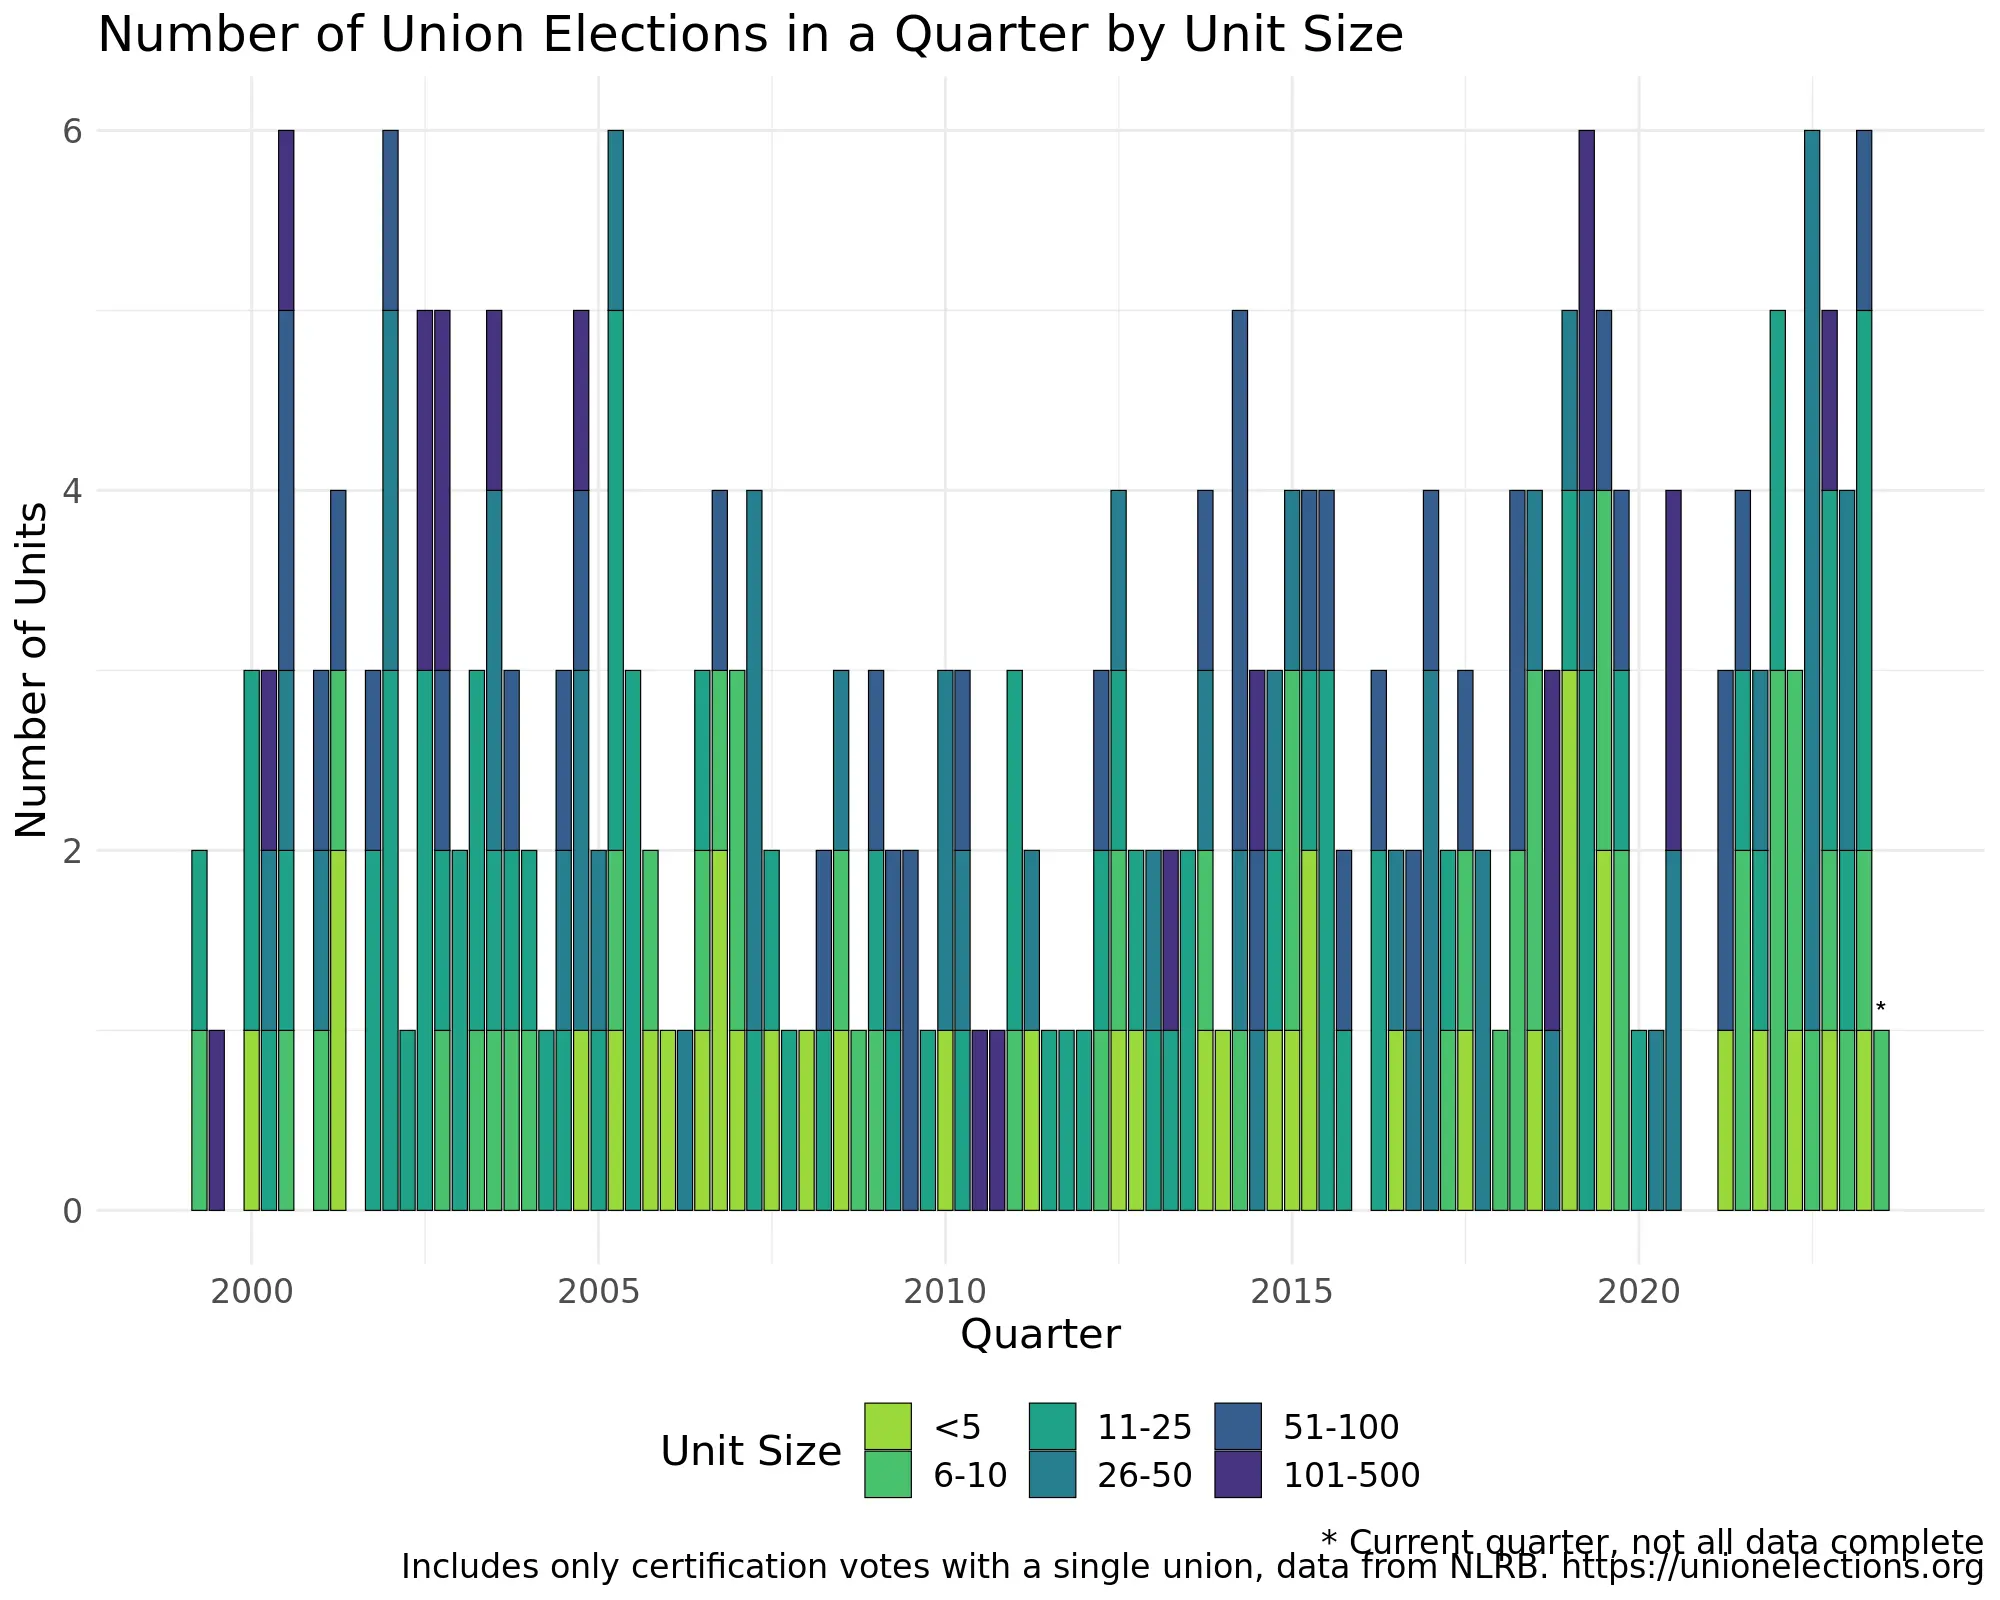 Number of Union Elections in a Quarter by Unit Size
Number of Units
6
4
2
0
*
2000 2005 2010 2015 2020
Quarter
Unit Size
<5 11-25 51-100
6-10 26-50 101-500
* Current quarter, not all data complete
Includes only certification votes with a single union, data from NLRB. https://unionelections.org